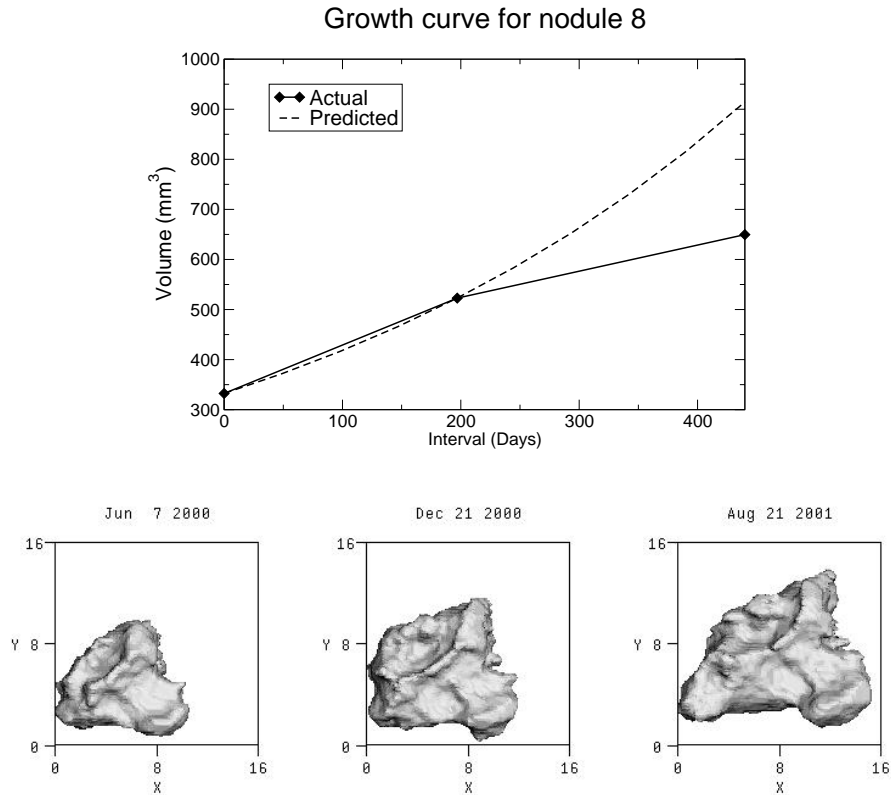 Growth curve for nodule 8
1000
900
800
700
600
500
400
300
Volume (mm³)
Actual
Predicted
0 100 200 300 400
Interval (Days)
Jun 7 2000 Dec 21 2000 Aug 21 2001
16 16 16
Y 8 Y 8 Y 8
0 0 0
0 8 16 0 8 16 0 8 16
X X X